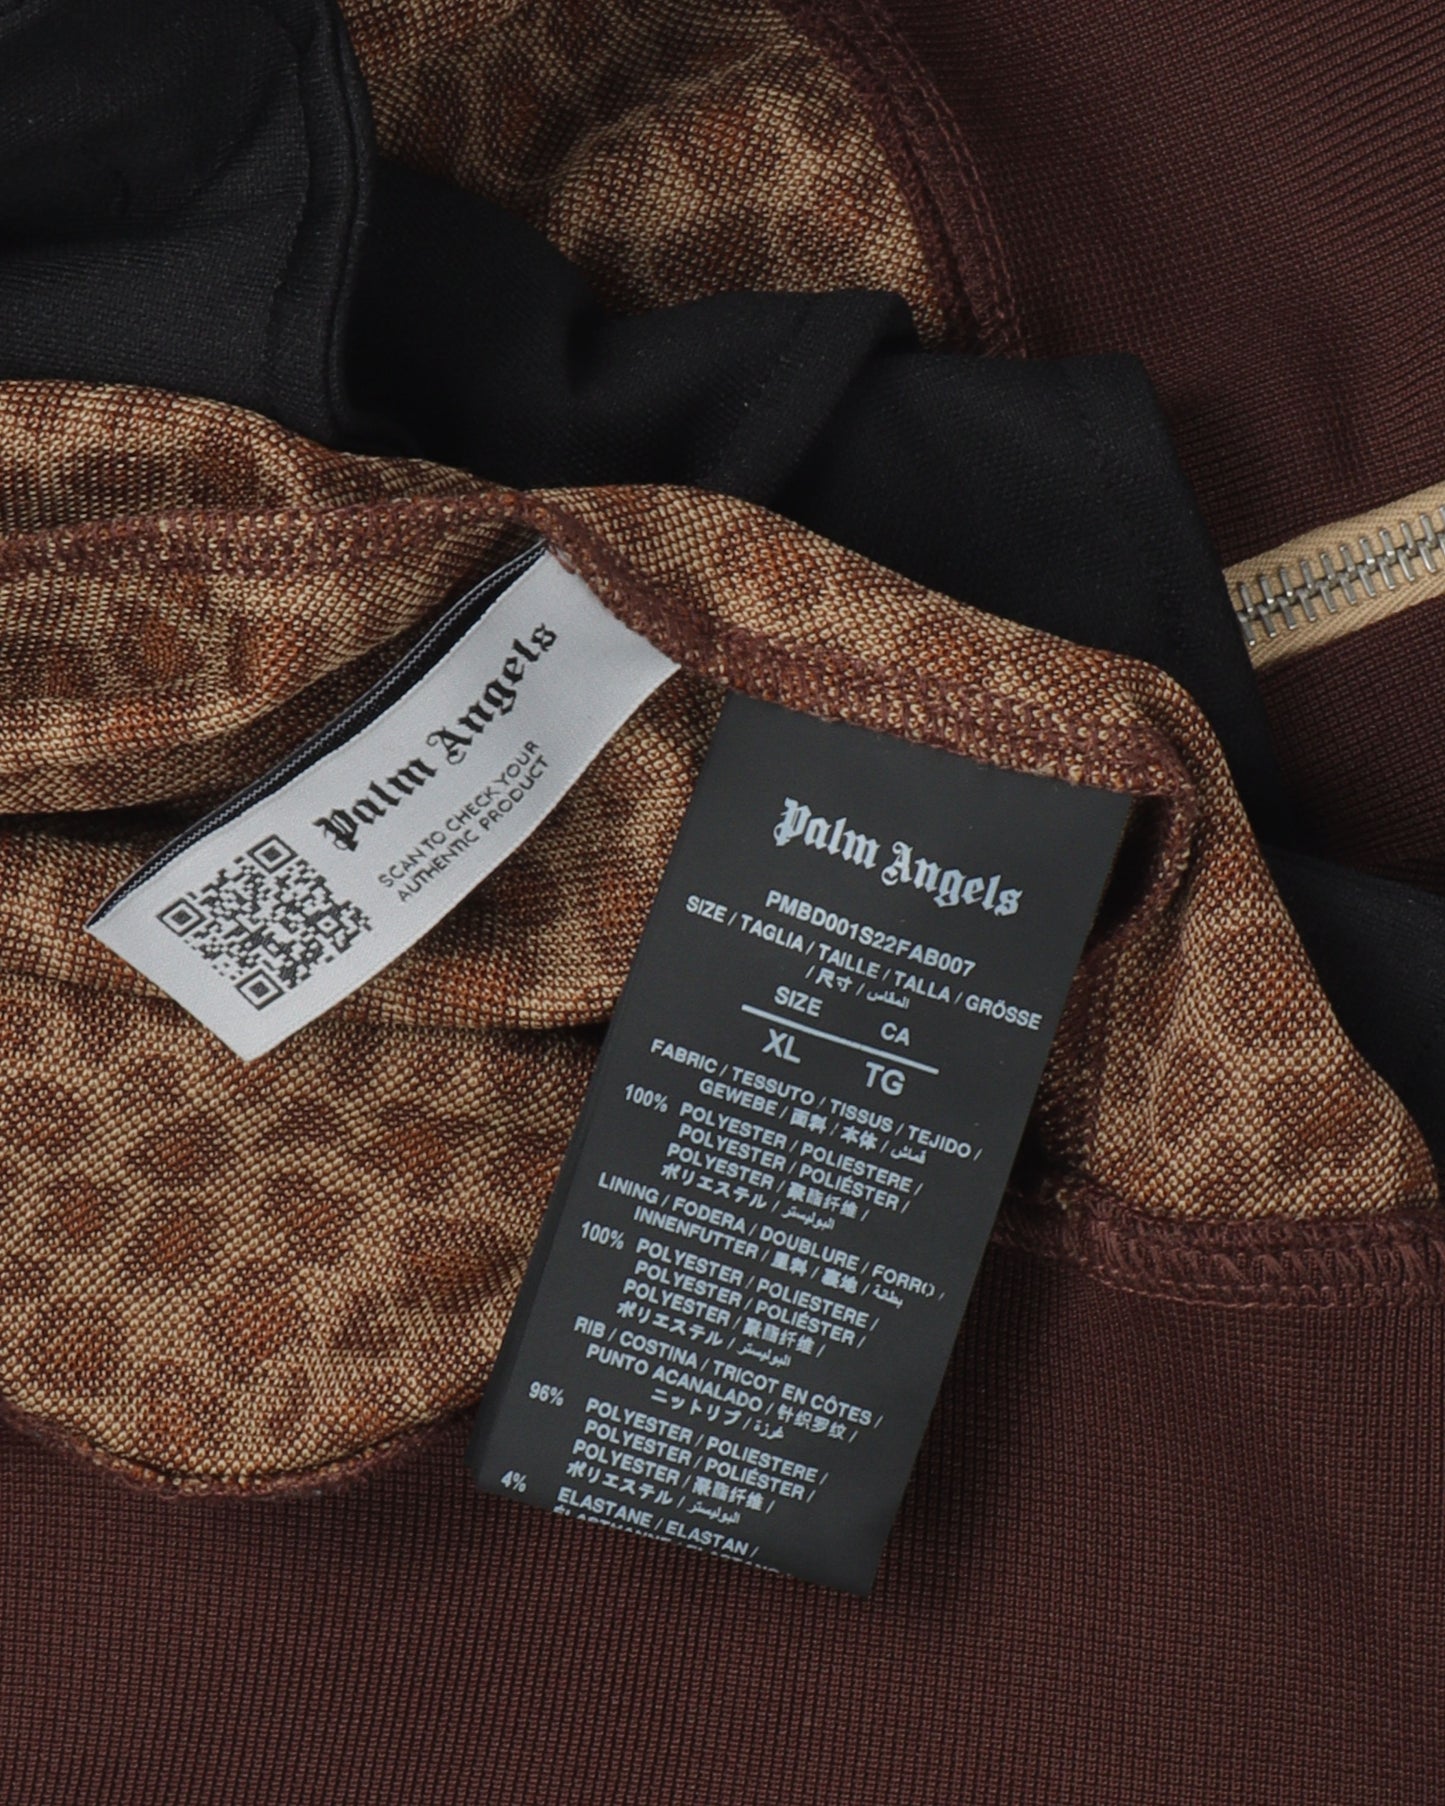 Palm Angels
SCAN TO CHECK YOUR
AUTHENTIC PRODUCT
Palm Angels
PMBD001S22FAB007
SIZE / TAGLIA / TAILLE / TALLA / GRÖSSE
/ 尺寸 / المقاس
SIZE CA
XL TG
FABRIC / TESSUTO / TISSUS / TEJIDO /
GEWEBE / 面料 / 本体 / قماش
100% POLYESTER / POLIESTERE /
POLYESTER / POLIÉSTER /
POLYESTER / 聚酯纤维 /
ポリエステル / البوليستر
LINING / FODERA / DOUBLURE / FORRO /
INNENFUTTER / 里料 / 裏地 / بطانة
100% POLYESTER / POLIESTERE /
POLYESTER / POLIÉSTER /
POLYESTER / 聚酯纤维 /
ポリエステル / البوليستر
RIB / COSTINA / TRICOT EN CÔTES /
PUNTO ACANALADO / 针织罗纹 /
ニットリブ / غرزة
96% POLYESTER / POLIESTERE /
POLYESTER / POLIÉSTER /
POLYESTER / 聚酯纤维 /
ポリエステル / البوليستر
4% ELASTANE / ELASTAN /